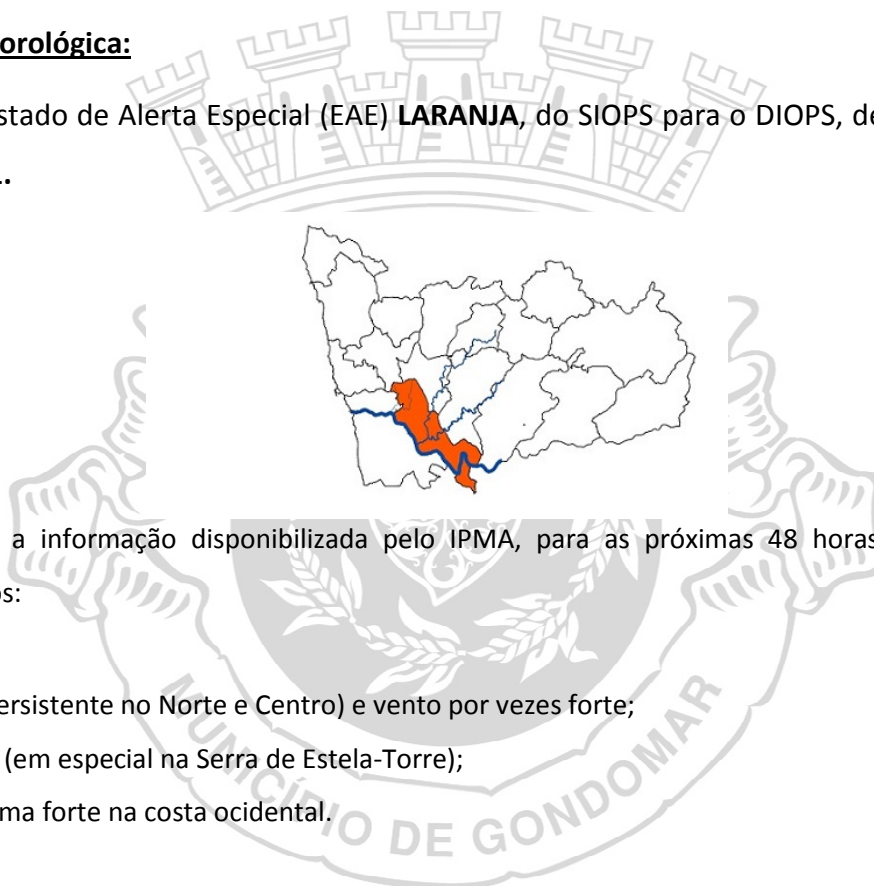 orológica:
stado de Alerta Especial (EAE) LARANJA, do SIOPS para o DIOPS, de
a informação disponibilizada pelo IPMA, para as próximas 48 horas
os:
ersistente no Norte e Centro) e vento por vezes forte;
(em especial na Serra de Estela-Torre);
ma forte na costa ocidental.
MUNICÍPIO DE GONDOMAR